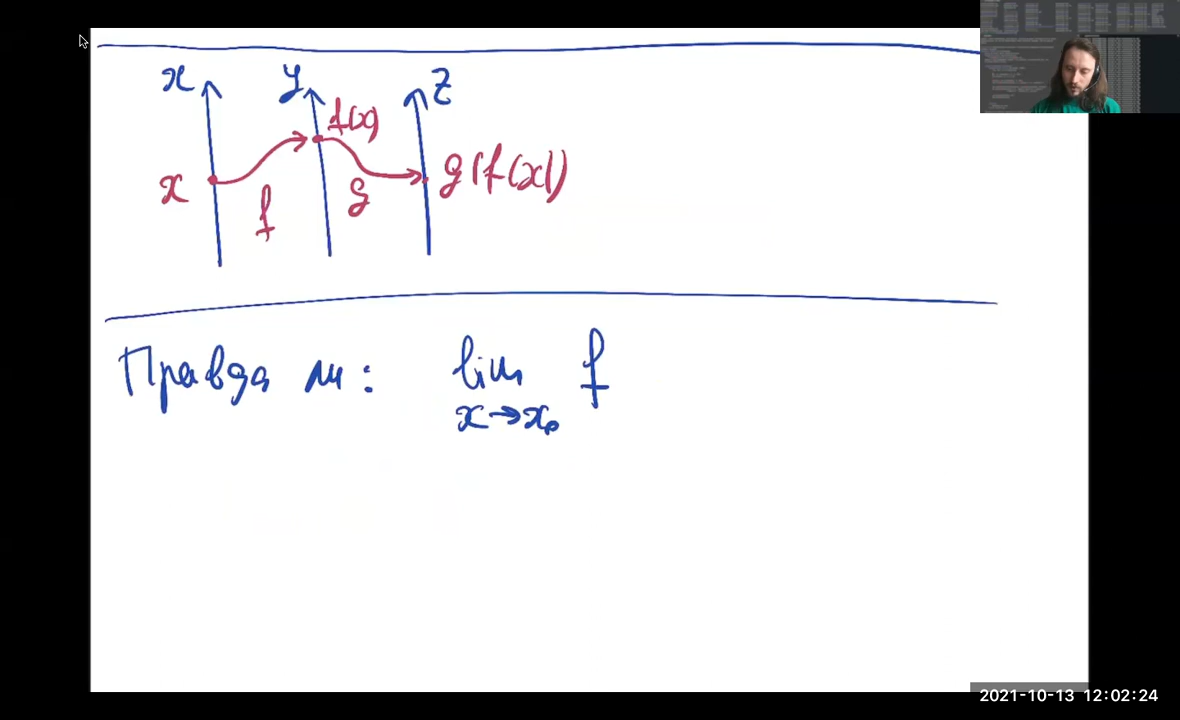 x y z
f(x)
x f g g(f(x))
Правда ли: lim f
x→x₀
2021-10-13 12:02:24